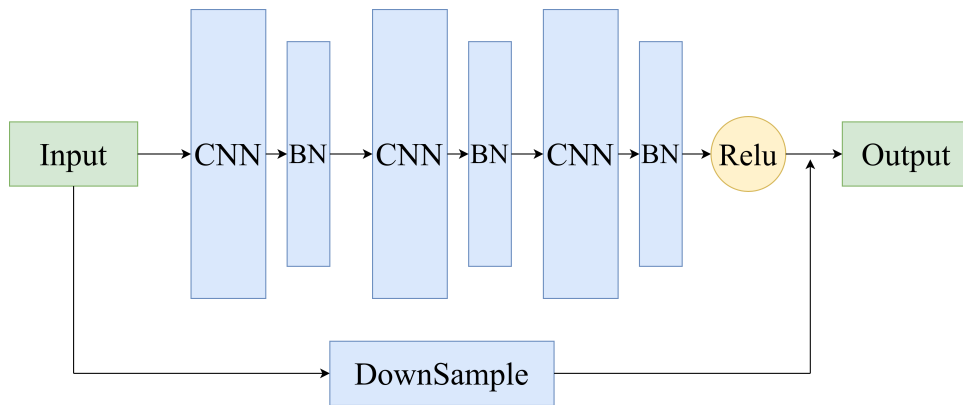 Input
CNN
BN
CNN
BN
CNN
BN
Relu
Output
DownSample